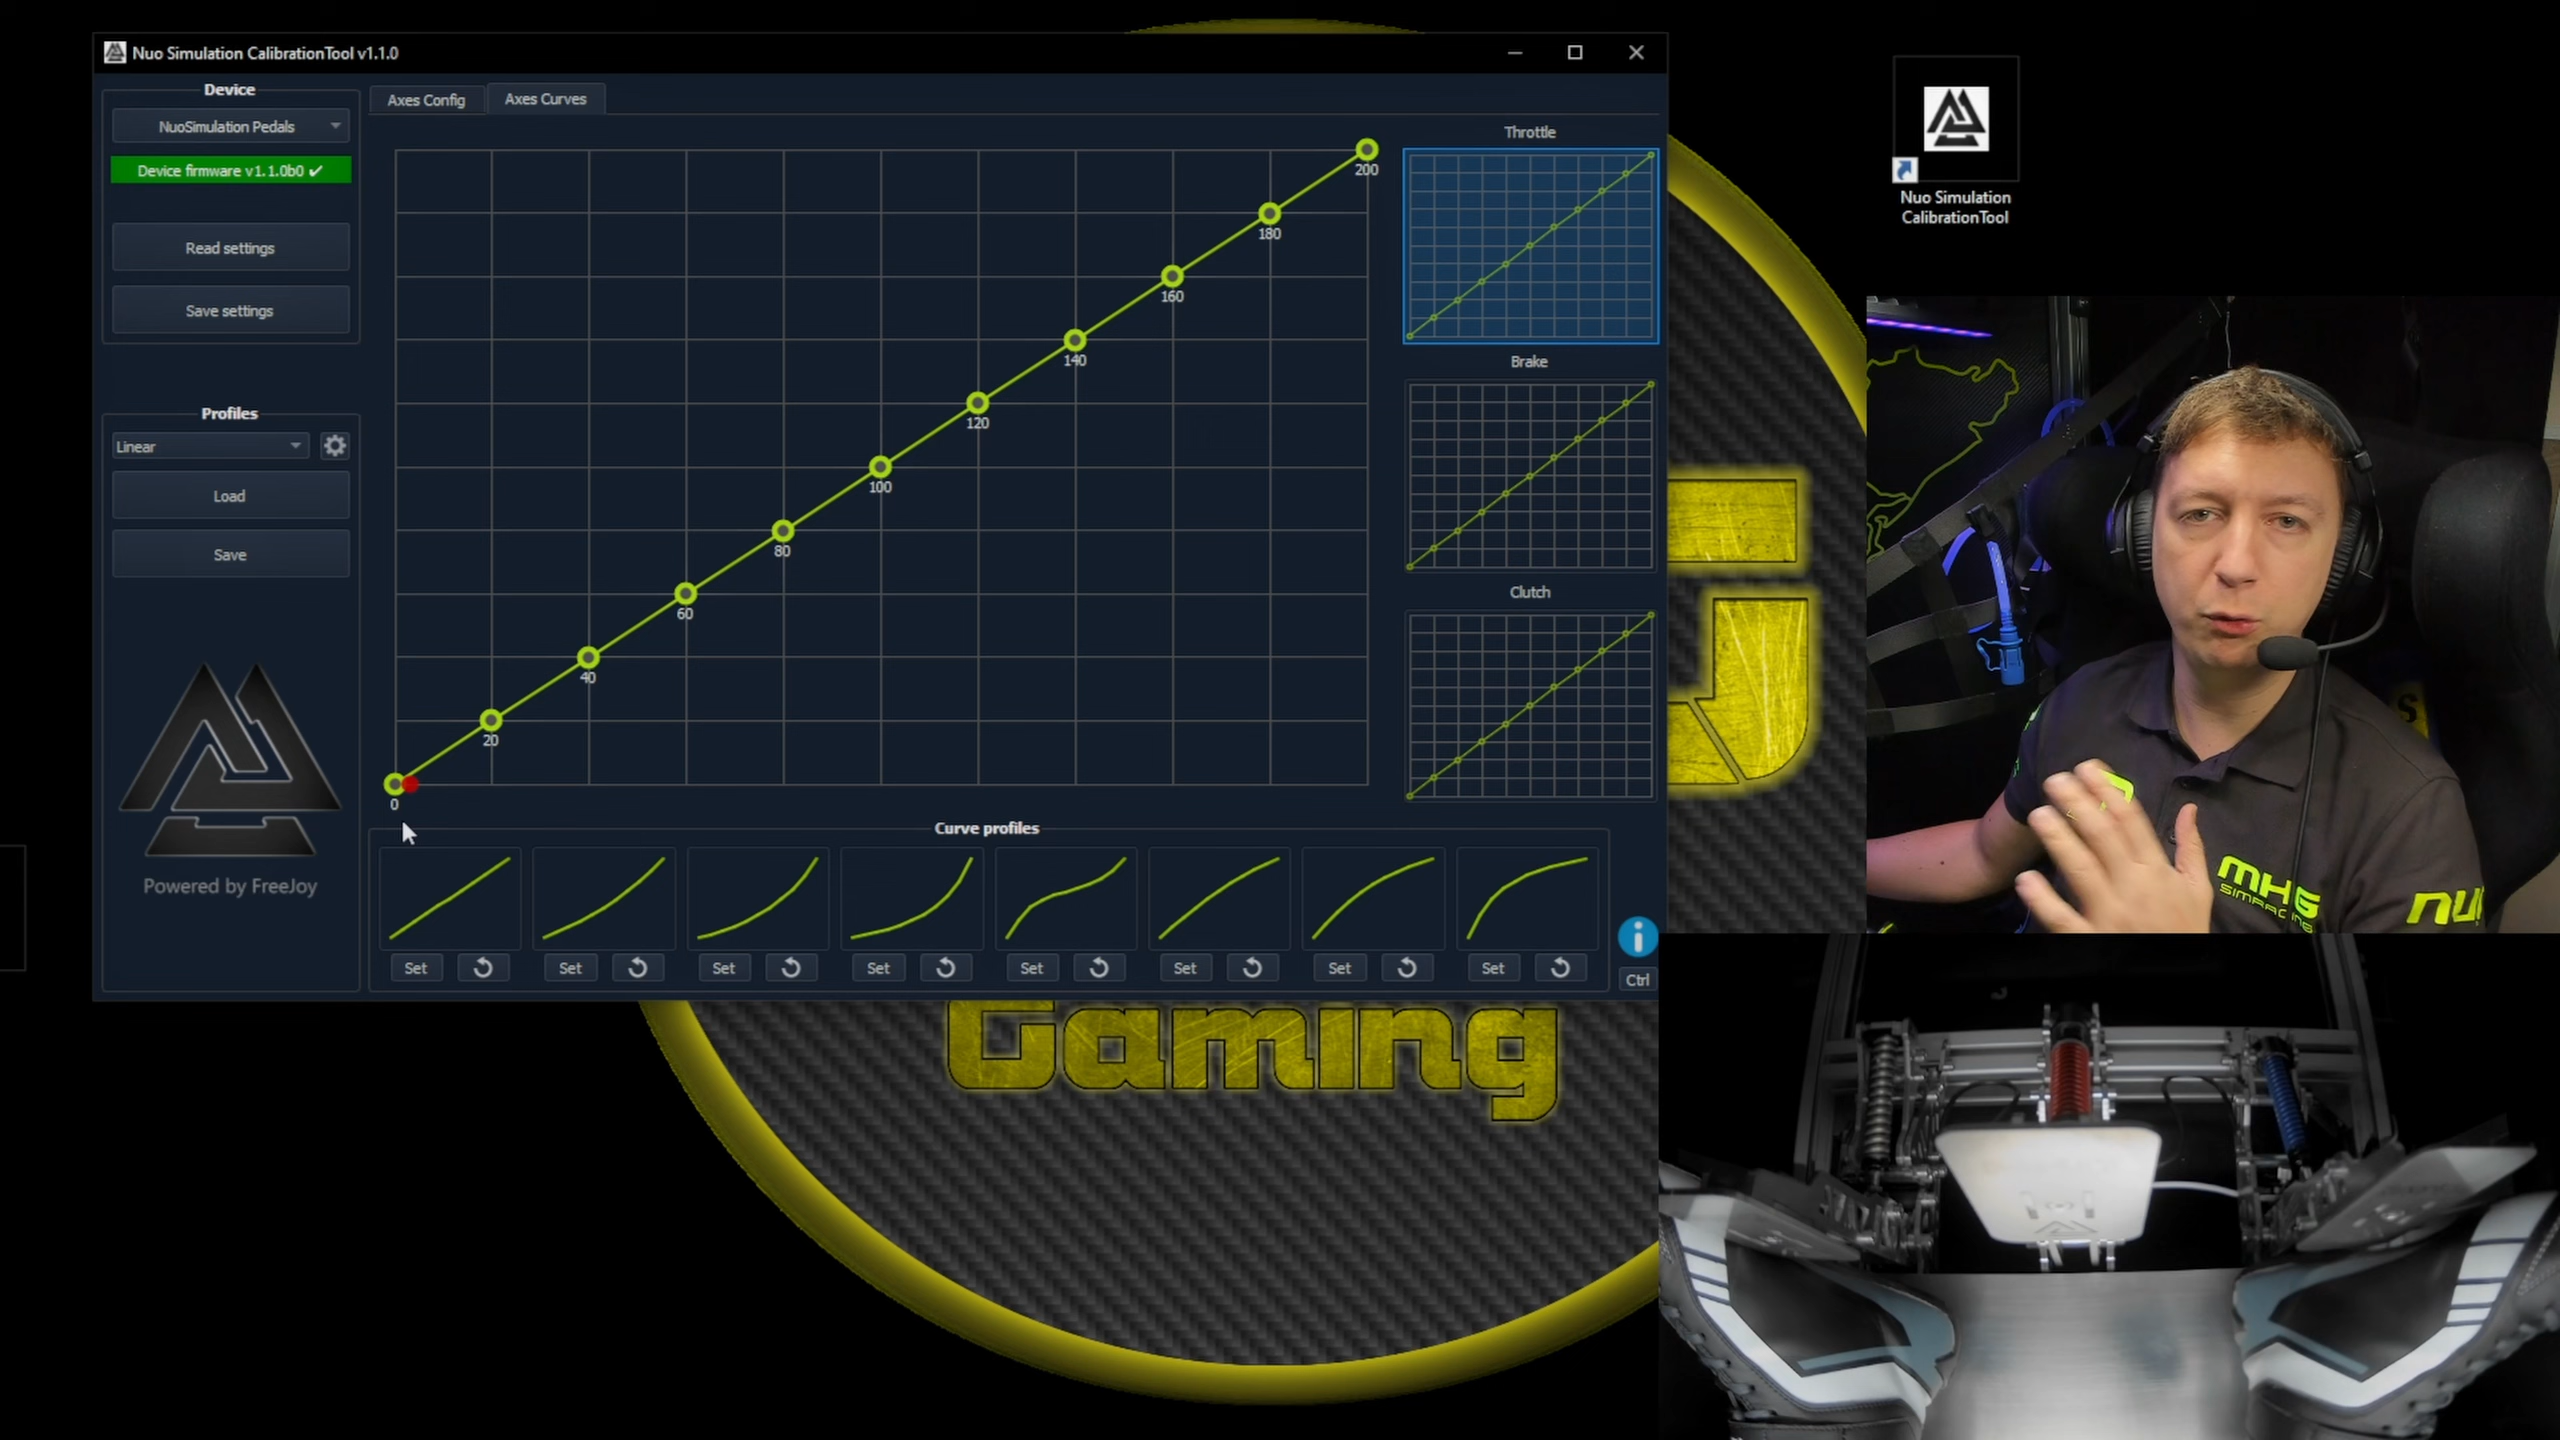 Nuo Simulation CalibrationTool v1.1.0
Device
NuoSimulation Pedals
Device firmware v1.1.0b0 ✓
Read settings
Save settings
Profiles
Linear
Load
Save
Powered by FreeJoy
Axes Config
Axes Curves
200
180
160
140
120
100
80
60
40
20
0
Throttle
Brake
Clutch
Curve profiles
Set
Set
Set
Set
Set
Set
Set
Set
Ctrl
Nuo Simulation
CalibrationTool
Gaming
MHG
SIMRACING
S